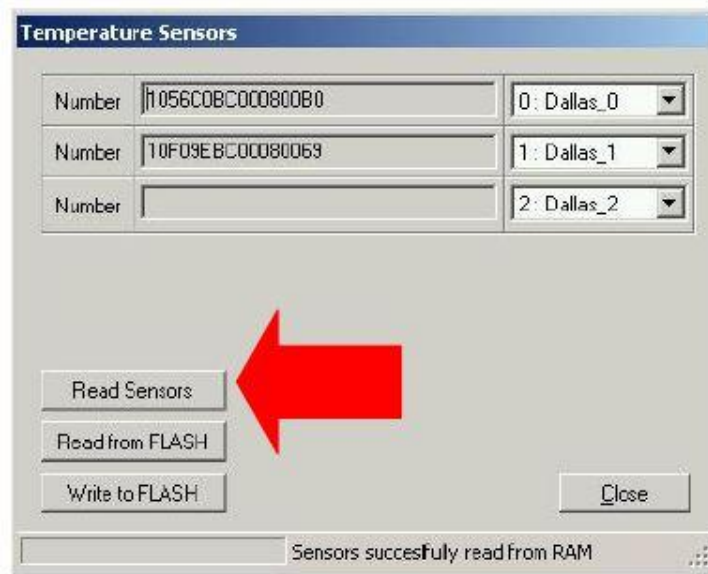 Temperature Sensors
Number 1056C0BC000800B0 0 : Dallas_0
Number 10F09EBC00080069 1 : Dallas_1
Number 2 : Dallas_2
Read Sensors
Read from FLASH
Write to FLASH Close
Sensors succesfully read from RAM